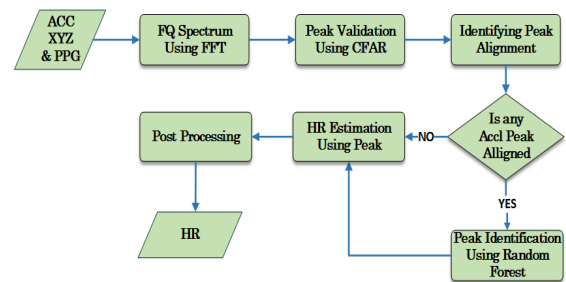 ACC
XYZ
& PPG
FQ Spectrum
Using FFT
Peak Validation
Using CFAR
Identifying Peak
Alignment
Is any
Accl Peak
Alligned
NO
YES
HR Estimation
Using Peak
Post Processing
HR
Peak Identification
Using Random
Forest